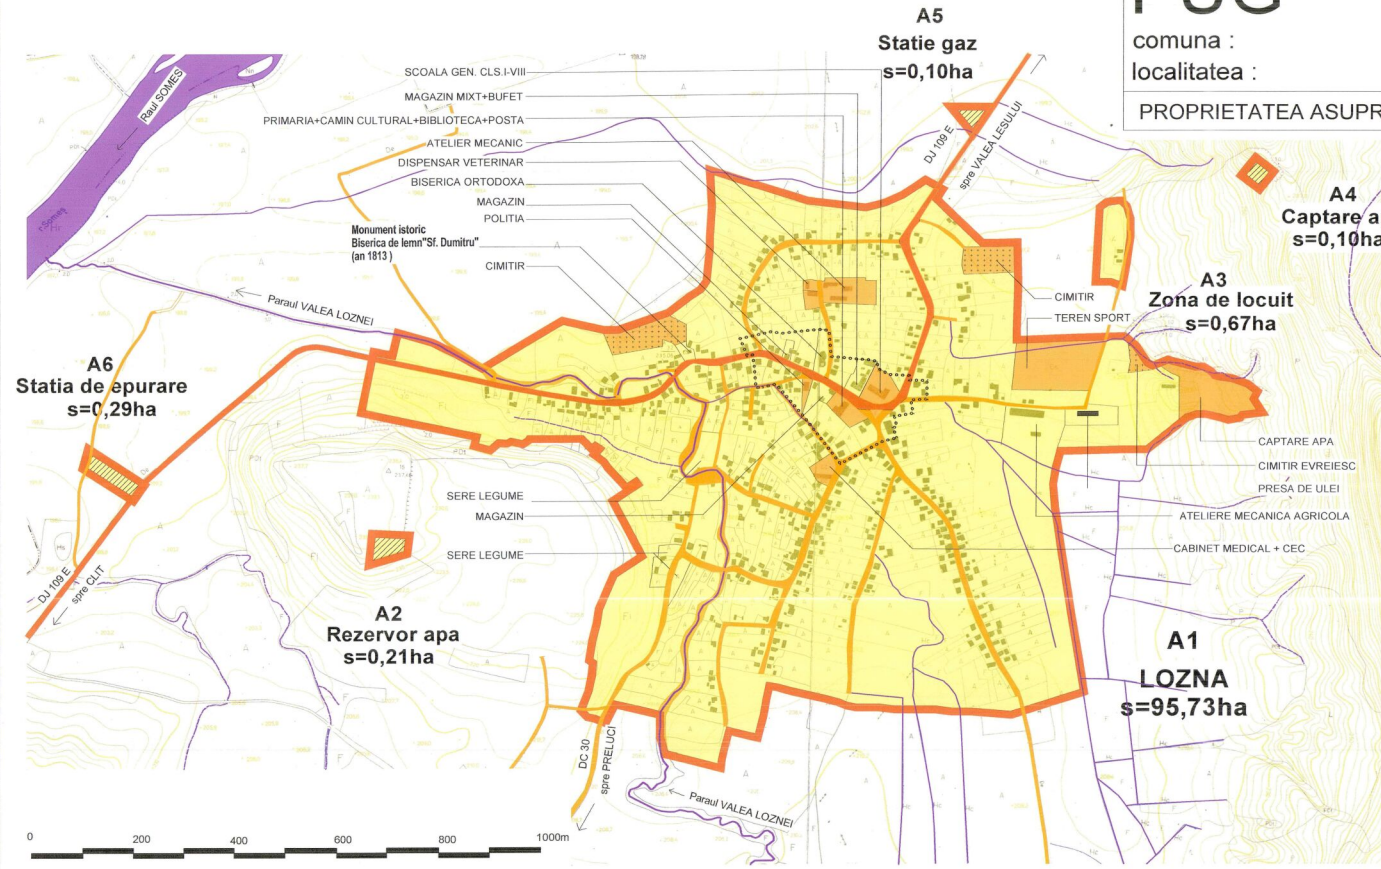 PUG
comuna :
localitatea :
PROPRIETATEA ASUPR
A5
Statie gaz
s=0,10ha
SCOALA GEN. CLS.I-VIII
MAGAZIN MIXT+BUFET
PRIMARIA+CAMIN CULTURAL+BIBLIOTECA+POSTA
ATELIER MECANIC
DISPENSAR VETERINAR
BISERICA ORTODOXA
MAGAZIN
POLITIA
Monument istoric
Biserica de lemn"Sf. Dumitru"
(an 1813 )
CIMITIR
Raul SOMES
r.Someş
DJ 109 E
spre VALEA LESULUI
A4
Captare a
s=0,10ha
A3
Zona de locuit
s=0,67ha
CIMITIR
TEREN SPORT
Paraul VALEA LOZNEI
A6
Statia de epurare
s=0,29ha
CAPTARE APA
CIMITIR EVREIESC
PRESA DE ULEI
ATELIERE MECANICA AGRICOLA
CABINET MEDICAL + CEC
SERE LEGUME
MAGAZIN
SERE LEGUME
DJ 109 E
spre CLIT
A2
Rezervor apa
s=0,21ha
A1
LOZNA
s=95,73ha
DC 30
spre PRELUCI
Paraul VALEA LOZNEI
0 200 400 600 800 1000m